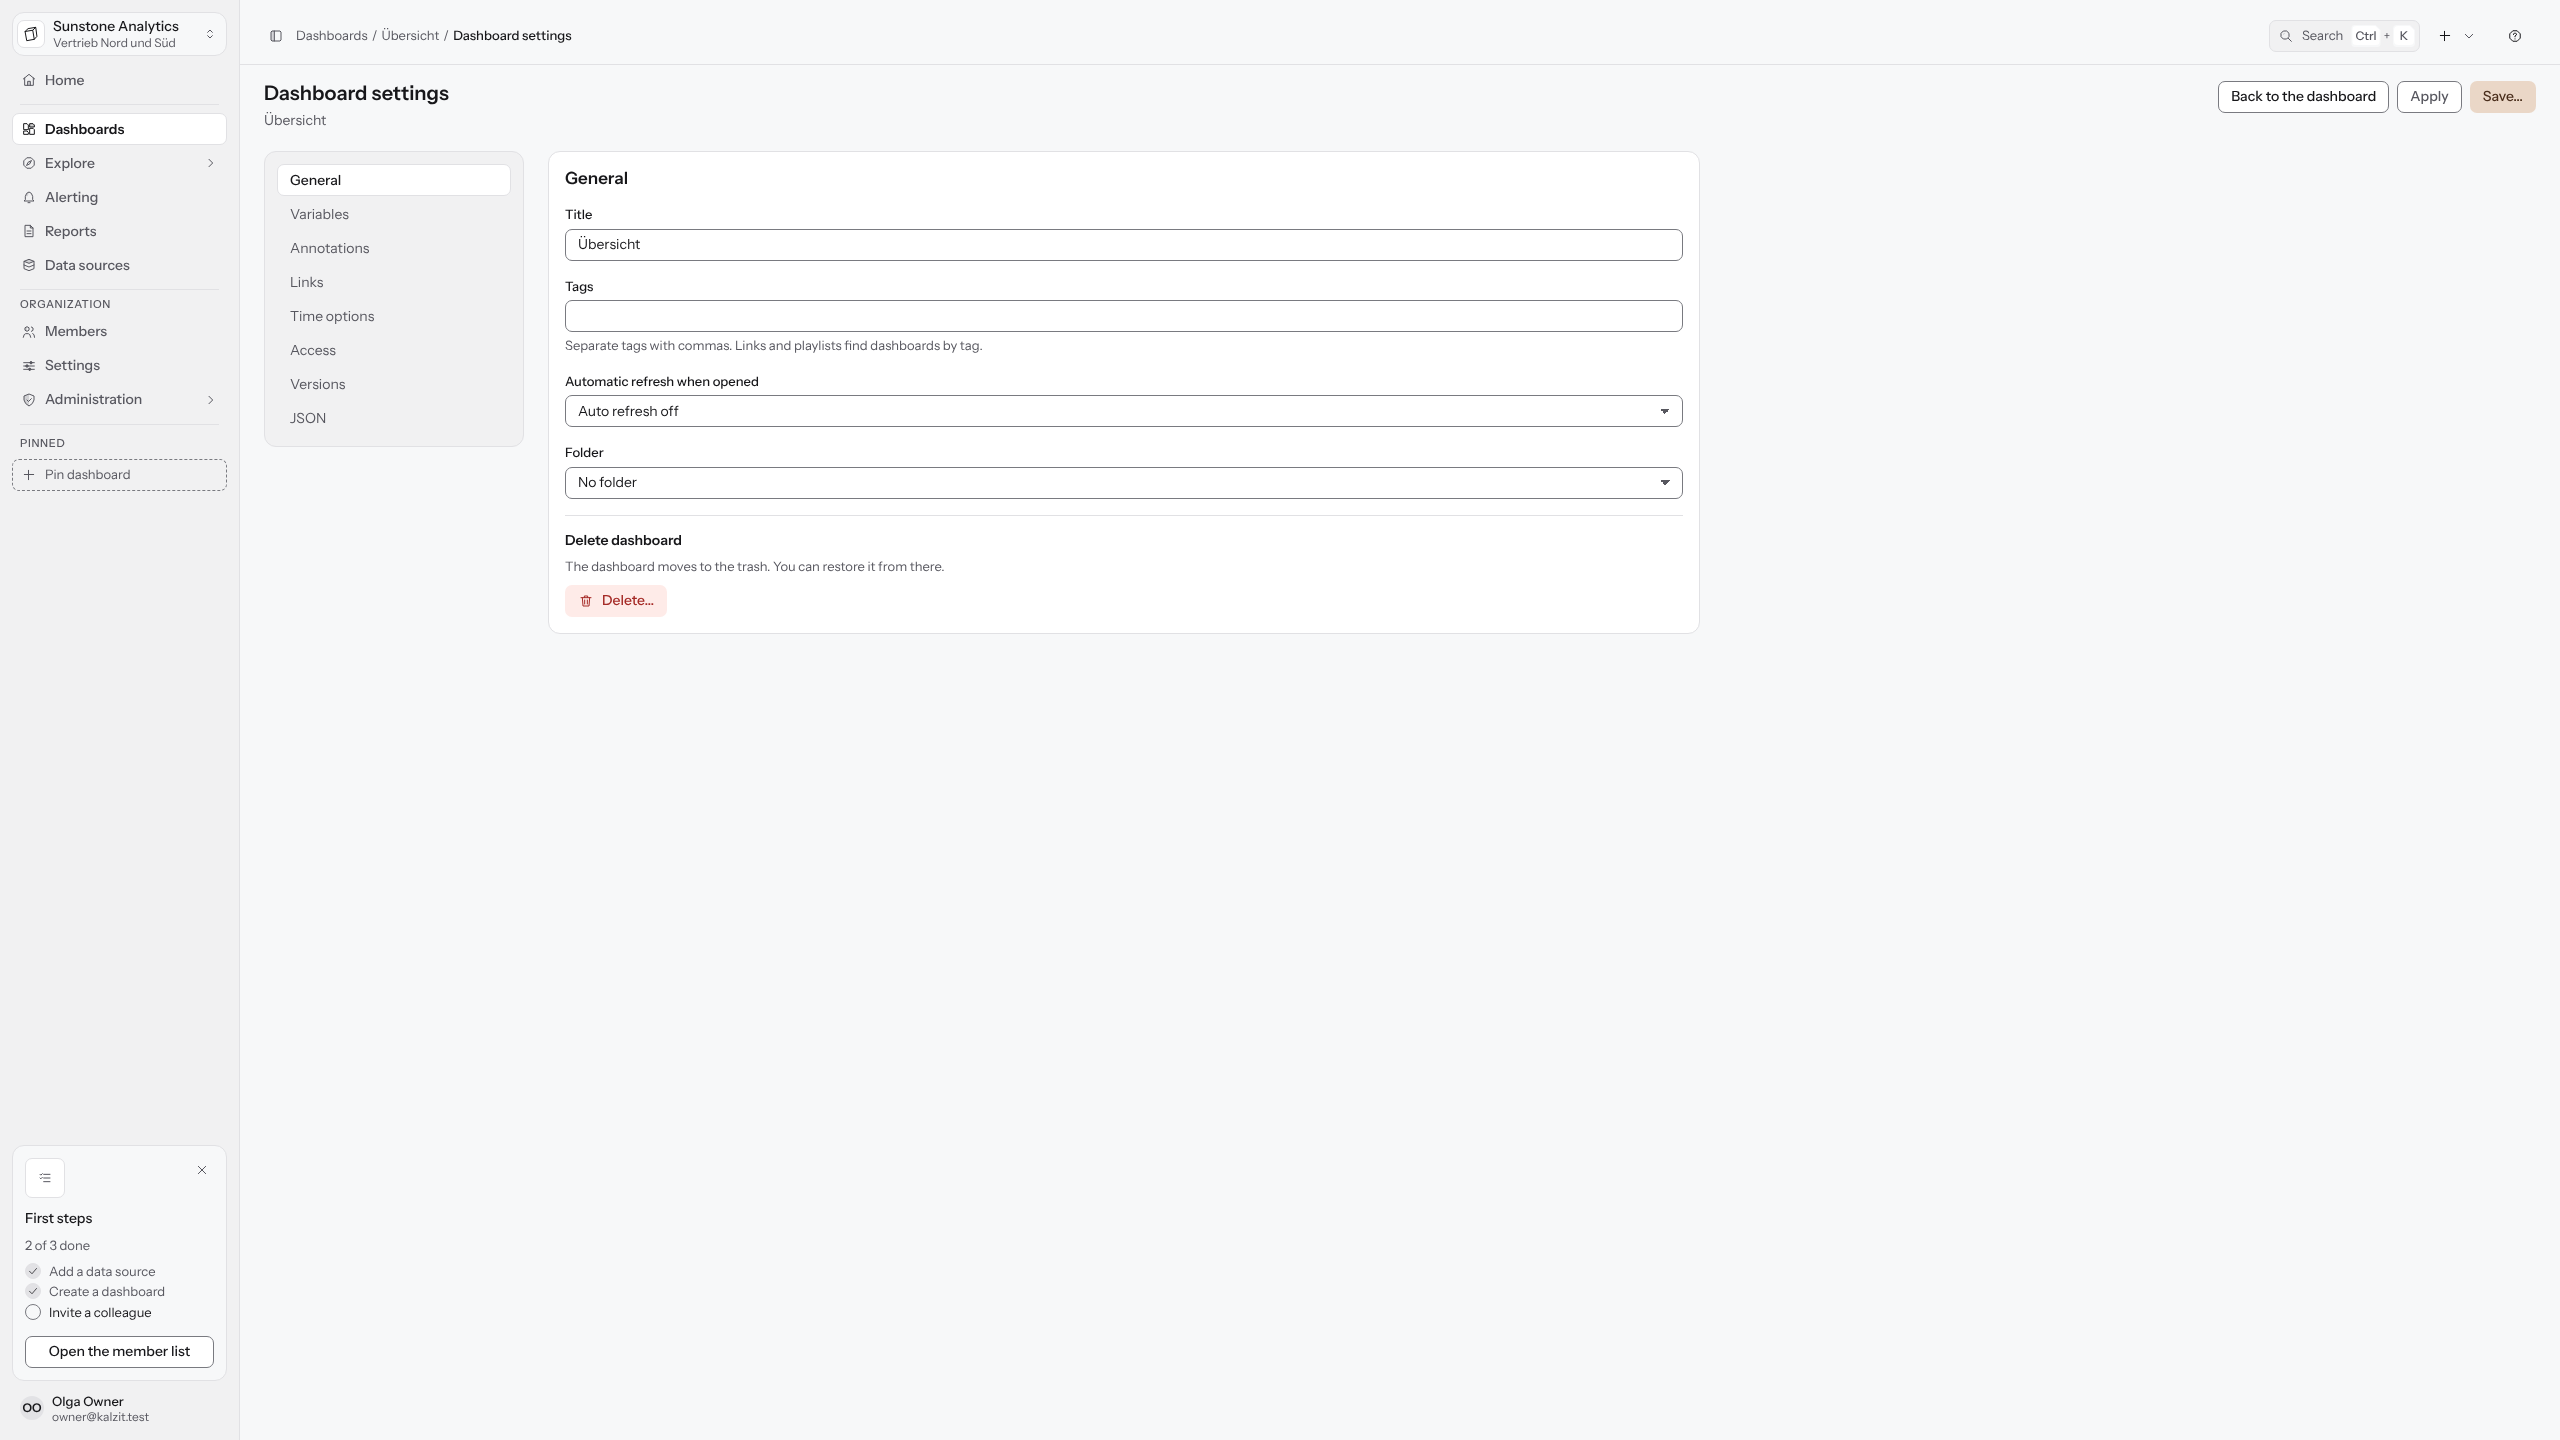 Sunstone Analytics
Vertrieb Nord und Süd
Home
Dashboards
Explore
Alerting
Reports
Data sources
ORGANIZATION
Members
Settings
Administration
PINNED
Pin dashboard
First steps
2 of 3 done
Add a data source
Create a dashboard
Invite a colleague
Open the member list
OO
Olga Owner
owner@kalzit.test
Dashboards / Übersicht / Dashboard settings
Search Ctrl + K
Dashboard settings
Übersicht
Back to the dashboard
Apply
Save...
General
Variables
Annotations
Links
Time options
Access
Versions
JSON
General
Title
Übersicht
Tags
Separate tags with commas. Links and playlists find dashboards by tag.
Automatic refresh when opened
Auto refresh off
Folder
No folder
Delete dashboard
The dashboard moves to the trash. You can restore it from there.
Delete...